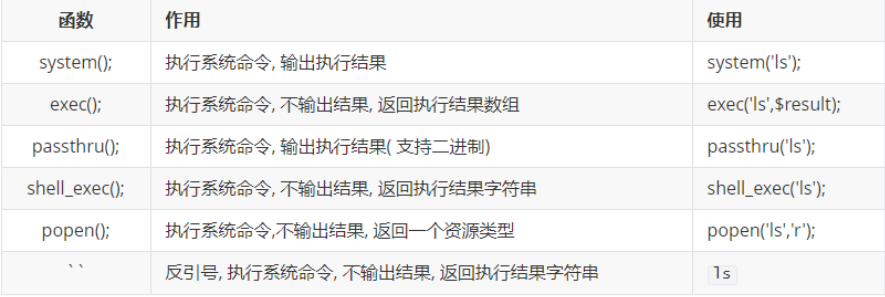 函数 作用 使用
system(); 执行系统命令, 输出执行结果 system('ls');
exec(); 执行系统命令, 不输出结果, 返回执行结果数组 exec('ls',$result);
passthru(); 执行系统命令, 输出执行结果( 支持二进制) passthru('ls');
shell_exec(); 执行系统命令, 不输出结果, 返回执行结果字符串 shell_exec('ls');
popen(); 执行系统命令,不输出结果, 返回一个资源类型 popen('ls','r');
` ` 反引号, 执行系统命令, 不输出结果, 返回执行结果字符串 ls